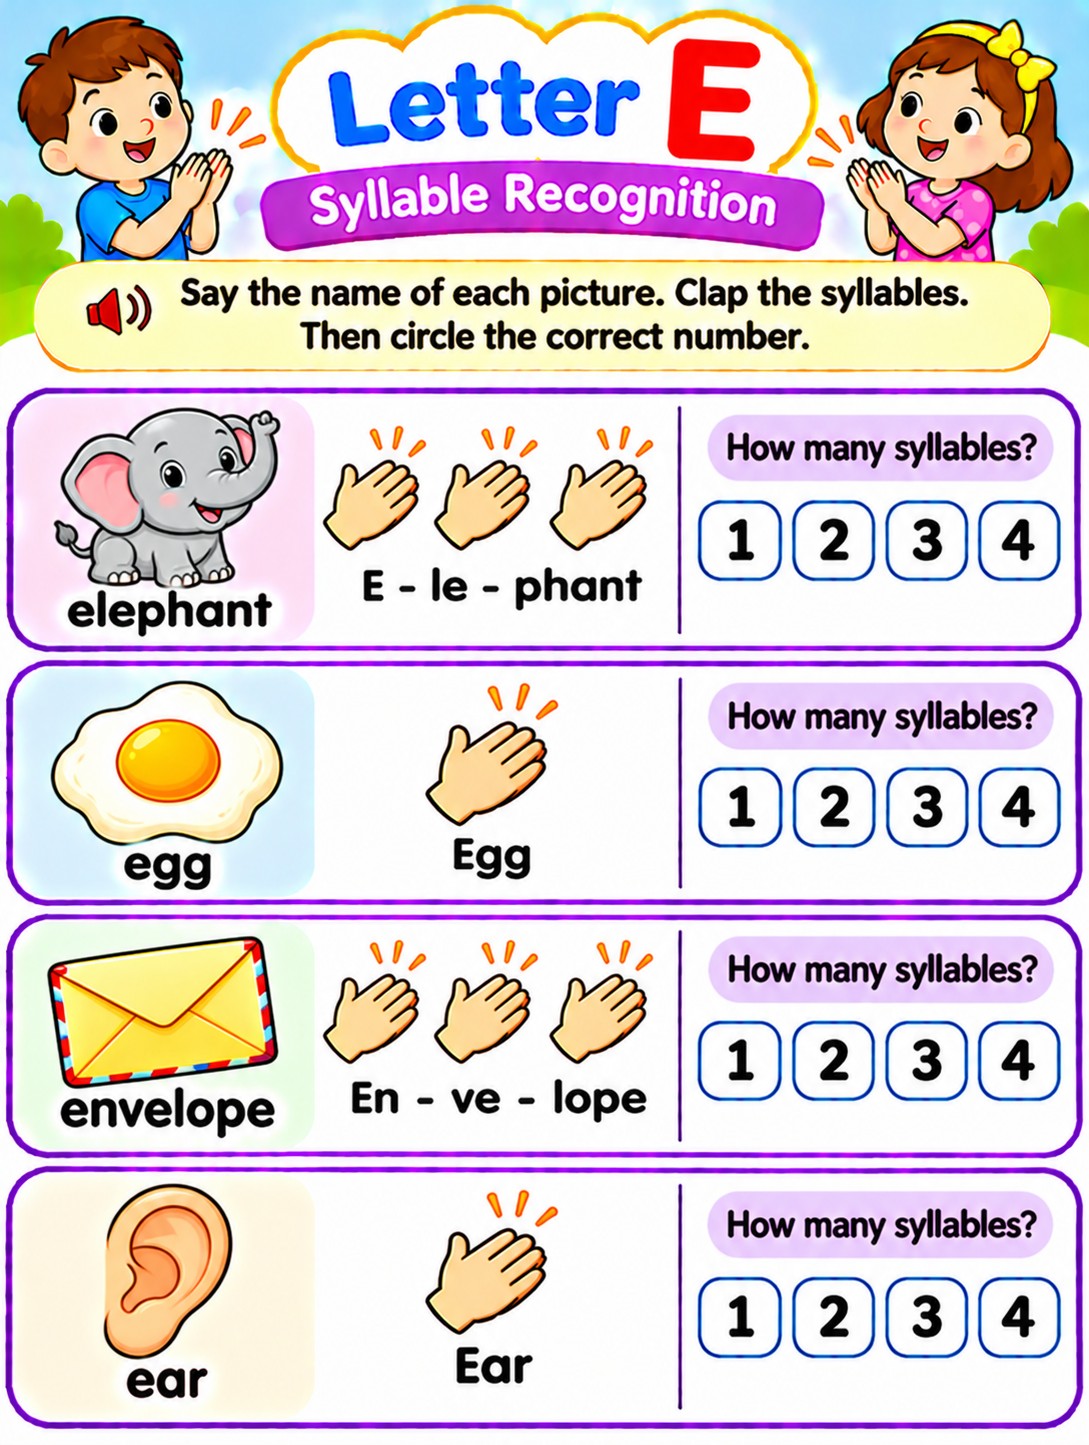 Letter E
Syllable Recognition
Say the name of each picture. Clap the syllables.
Then circle the correct number.
elephant
E - le - phant
How many syllables?
1 2 3 4
egg
Egg
How many syllables?
1 2 3 4
envelope
En - ve - lope
How many syllables?
1 2 3 4
ear
Ear
How many syllables?
1 2 3 4